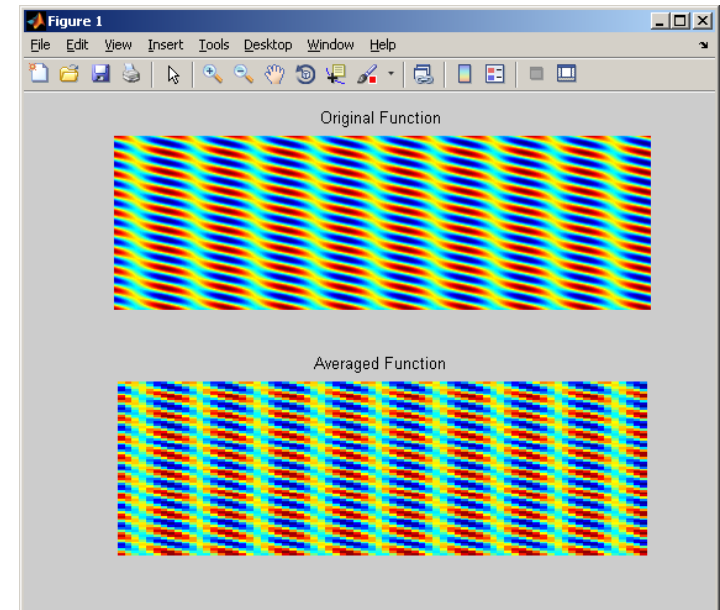 Figure 1
File Edit View Insert Tools Desktop Window Help
Original Function
Averaged Function